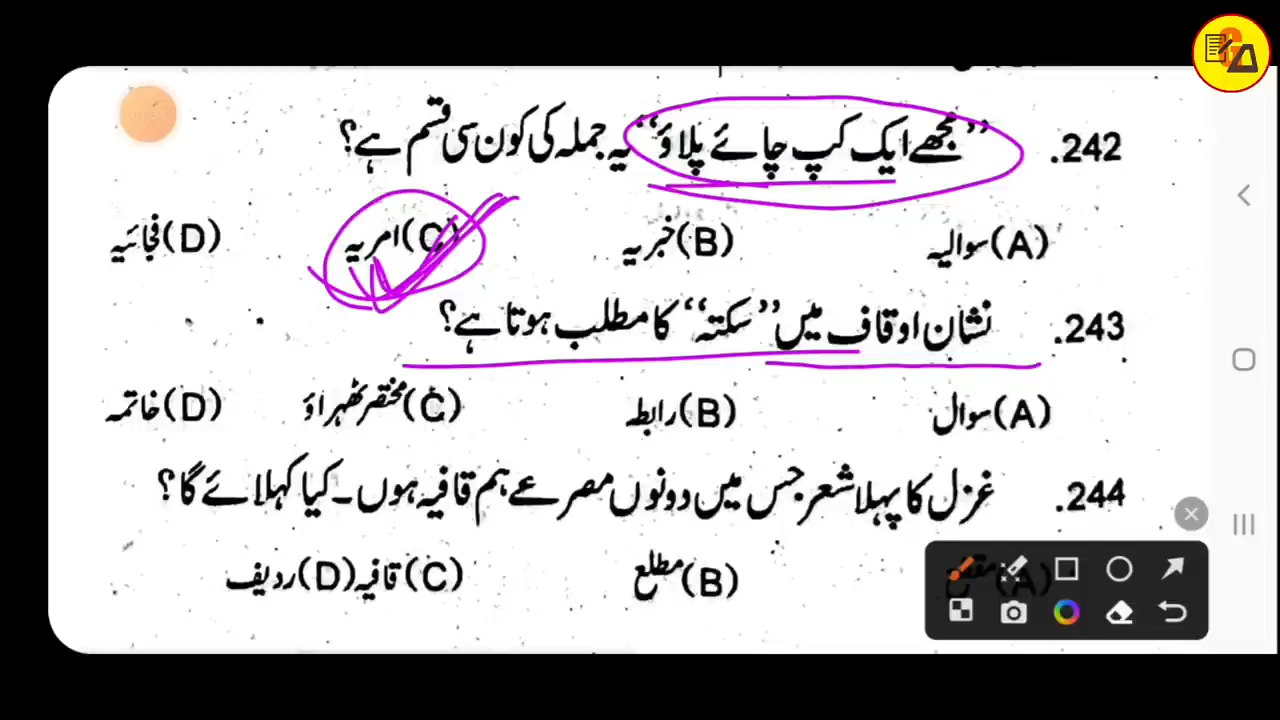 242. ”مجھے ایک کپ چائے پلاؤ“ یہ جملہ کی کون سی قسم ہے؟
(A) سوالیہ (B) خبریہ (C) امریہ (D) فجائیہ
243. نشان اوقاف میں ”سکتہ“ کا مطلب ہوتا ہے؟
(A) سوال (B) رابطہ (C) مختصر ٹھہراؤ (D) خاتمہ
244. غزل کا پہلا شعر جس میں دونوں مصرعے ہم قافیہ ہوں۔ کیا کہلائے گا؟
(A) (B) مطلع (C) قافیہ (D) ردیف